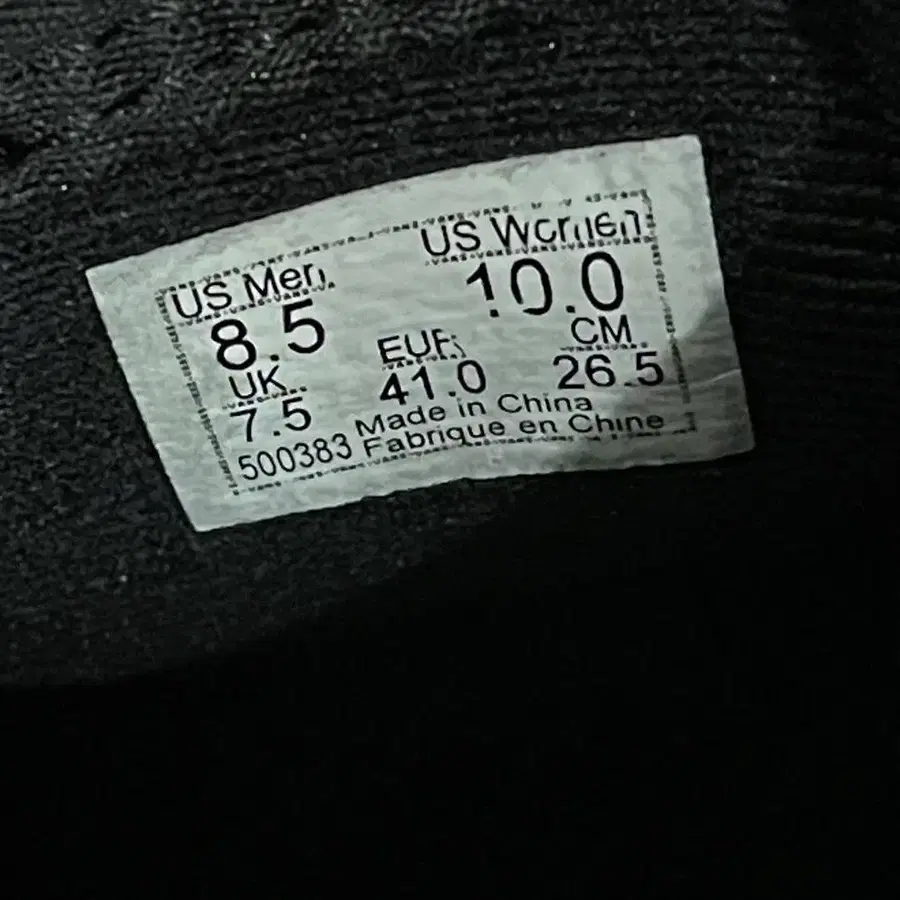 US Men US Women
8.5 10.0
UK EUR CM
7.5 41.0 26.5
Made in China
500383 Fabrique en Chine